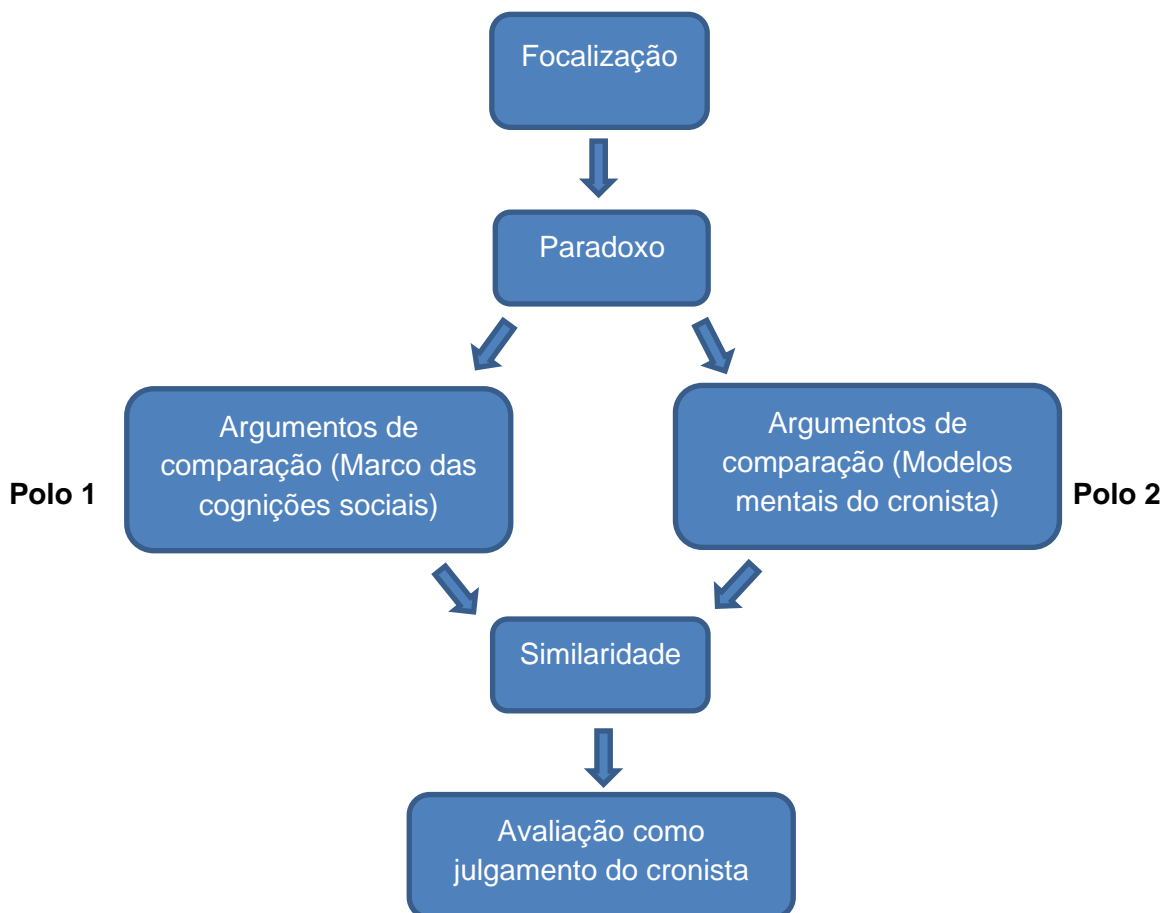 Focalização
Paradoxo
Polo 1
Argumentos de
comparação (Marco das
cognições sociais)
Argumentos de
comparação (Modelos
mentais do cronista)
Polo 2
Similaridade
Avaliação como
julgamento do cronista